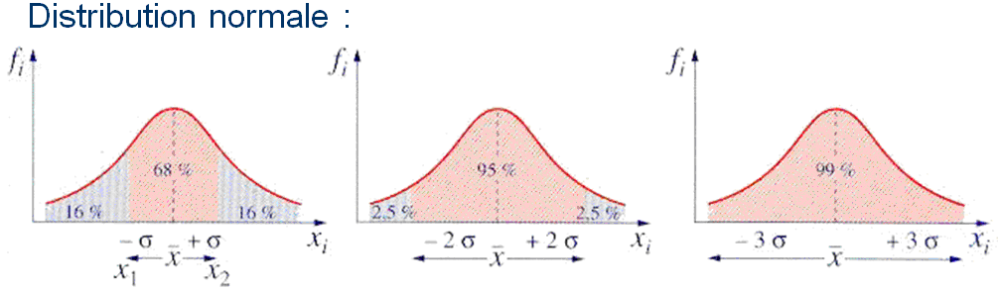 Distribution normale :
fi fi fi
68 % 95 % 99 %
16 % 16 % 2,5 % 2,5 %
xi xi xi
– σ + σ – 2 σ x̄ + 2 σ – 3 σ + 3 σ
x1 x̄ x2 x̄